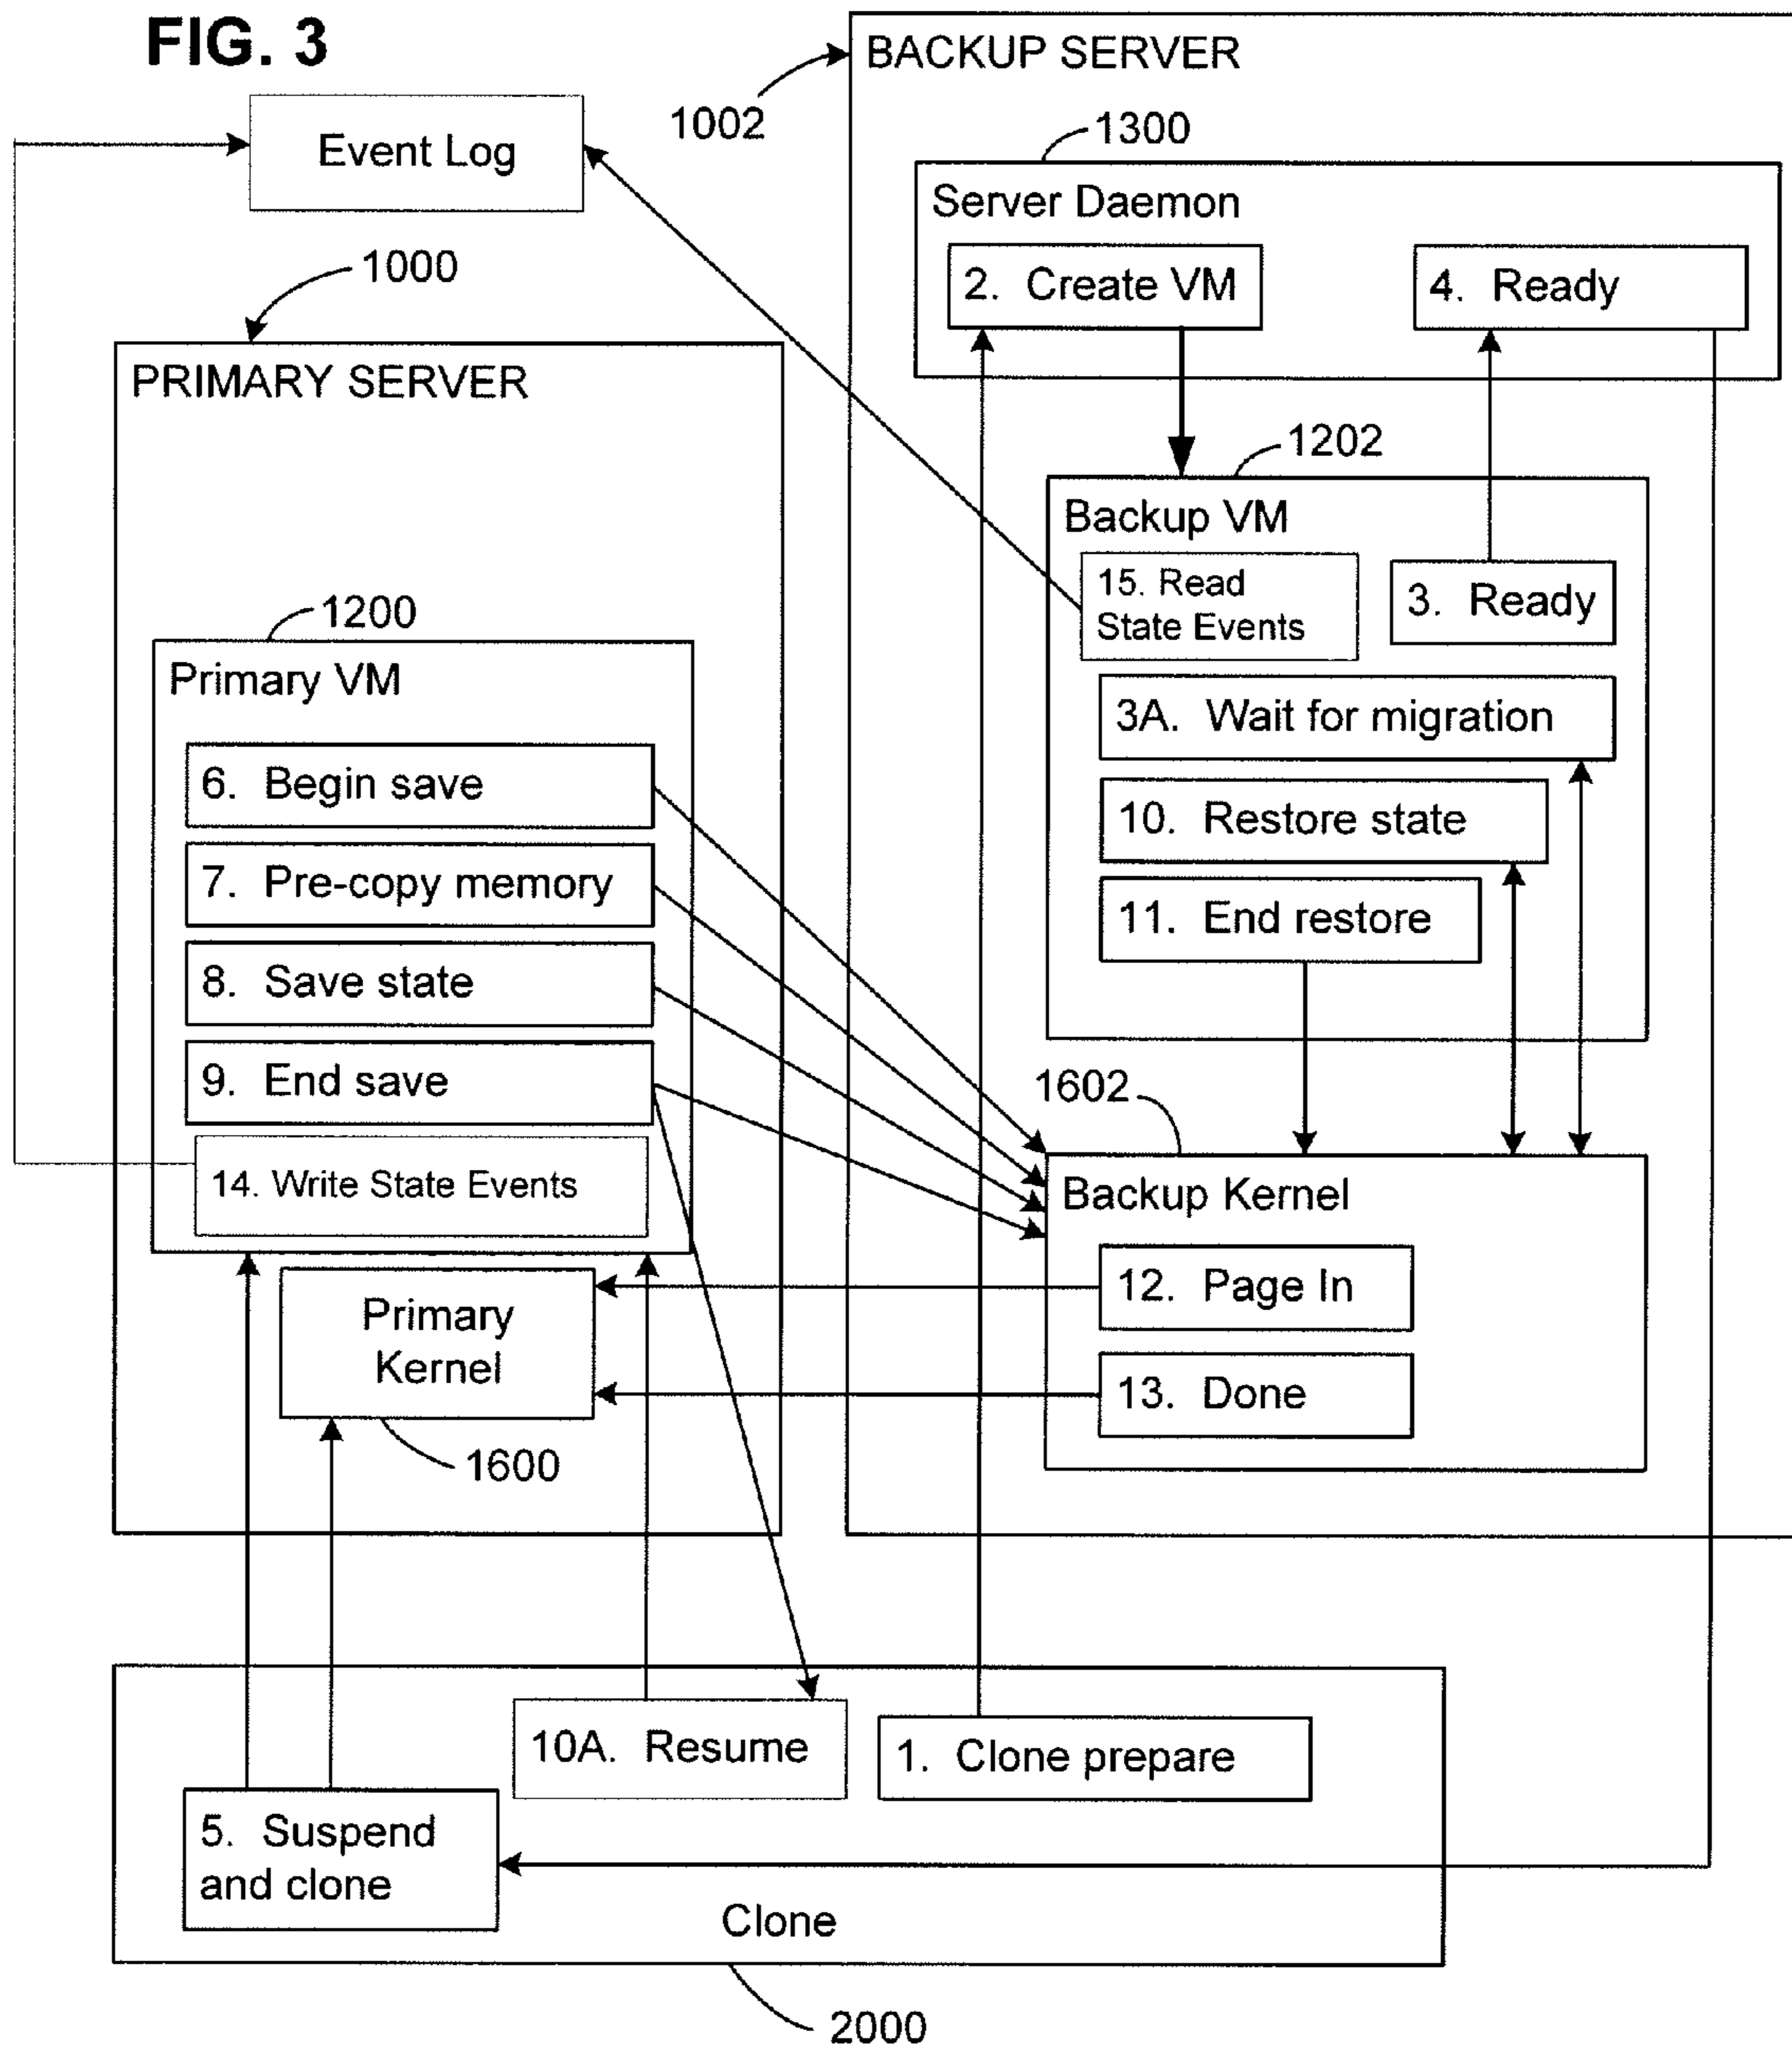 FIG. 3
BACKUP SERVER
1002
Event Log
1300
Server Daemon
2. Create VM
4. Ready
1000
PRIMARY SERVER
1202
Backup VM
15. Read
State Events
3. Ready
1200
Primary VM
3A. Wait for migration
6. Begin save
10. Restore state
7. Pre-copy memory
11. End restore
8. Save state
9. End save
1602
14. Write State Events
Backup Kernel
12. Page In
Primary
Kernel
13. Done
1600
10A. Resume
1. Clone prepare
5. Suspend
and clone
Clone
2000